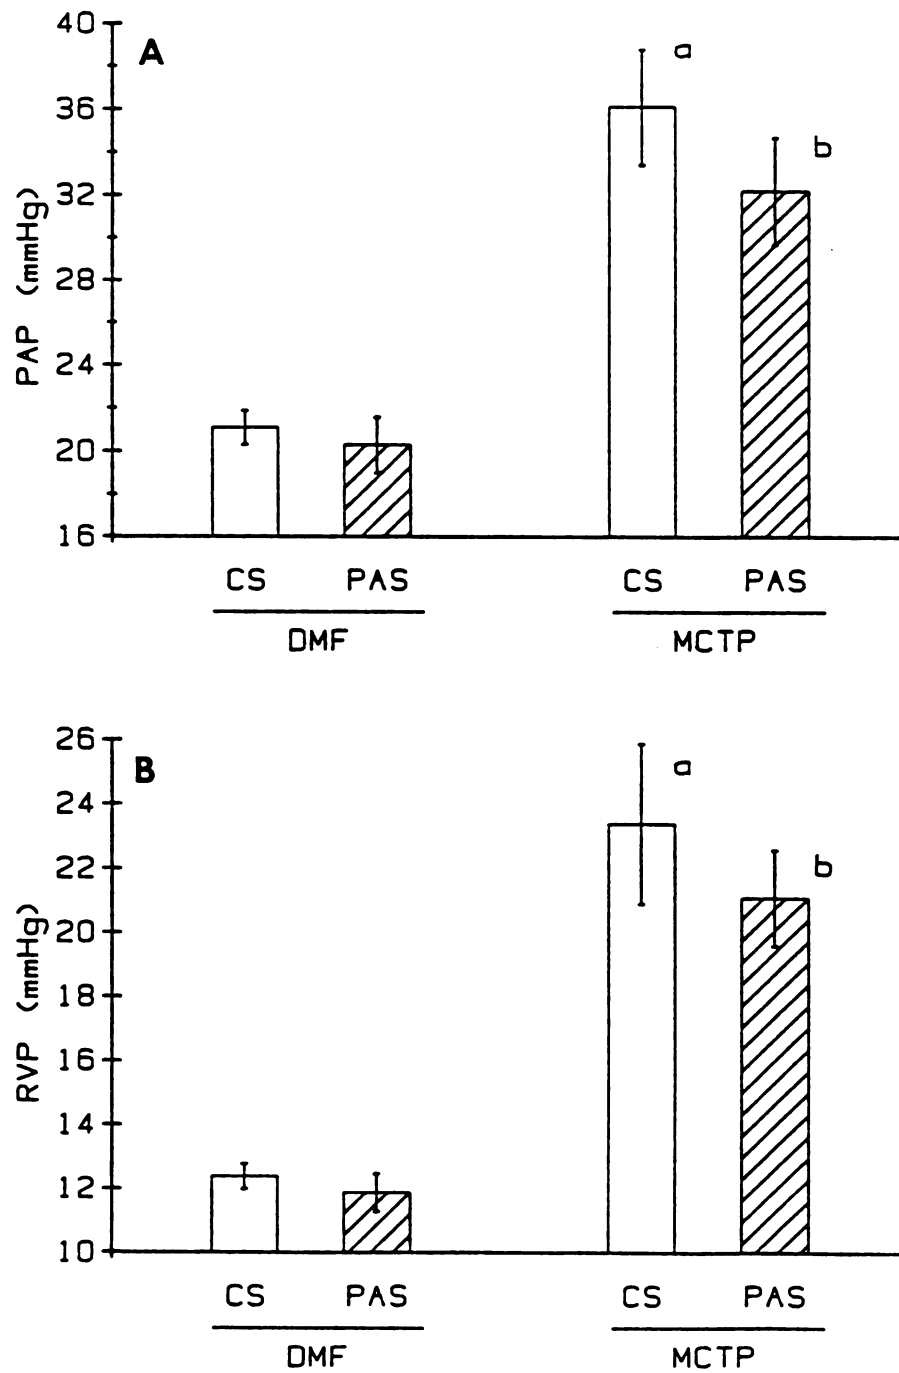 A
40
36
32
28
24
20
16
PAP (mmHg)
a
b
CS PAS CS PAS
DMF MCTP
B
26
24
22
20
18
16
14
12
10
RVP (mmHg)
a
b
CS PAS CS PAS
DMF MCTP